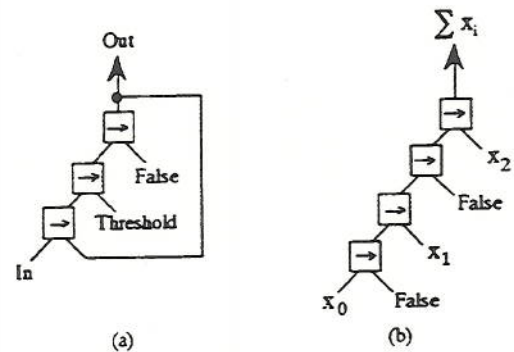 Out
→
→
False
→
Threshold
In
(a)
∑ xᵢ
→
→
x₂
→
False
→
x₁
x₀
False
(b)